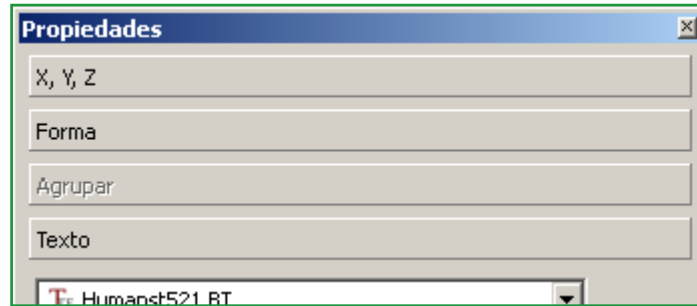 Propiedades
X, Y, Z
Forma
Agrupar
Texto
Humanst521 BT